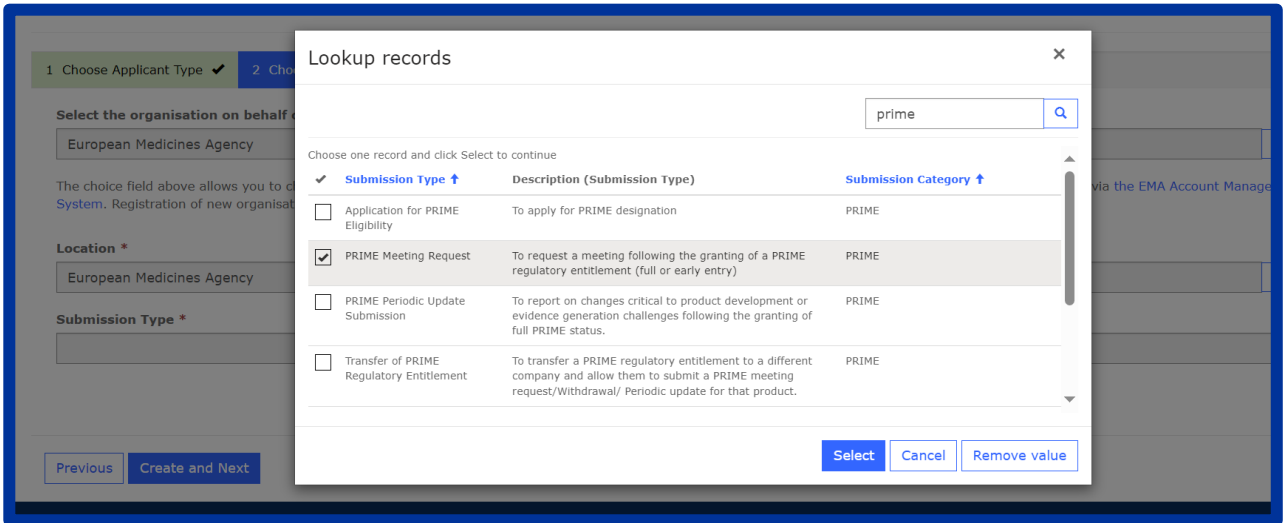 Lookup records
×
1 Choose Applicant Type ✔
2 Cho
prime
Select the organisation on behalf
European Medicines Agency
Choose one record and click Select to continue
The choice field above allows you to
via the EMA Account Manage
System. Registration of new organisat
✔ Submission Type ↑ Description (Submission Type) Submission Category ↑
Application for PRIME
Eligibility
To apply for PRIME designation
PRIME
Location *
European Medicines Agency
PRIME Meeting Request
To request a meeting following the granting of a PRIME
regulatory entitlement (full or early entry)
PRIME
Submission Type *
PRIME Periodic Update
Submission
To report on changes critical to product development or
evidence generation challenges following the granting of
full PRIME status.
PRIME
Transfer of PRIME
Regulatory Entitlement
To transfer a PRIME regulatory entitlement to a different
company and allow them to submit a PRIME meeting
request/Withdrawal/ Periodic update for that product.
PRIME
Select
Cancel
Remove value
Previous
Create and Next